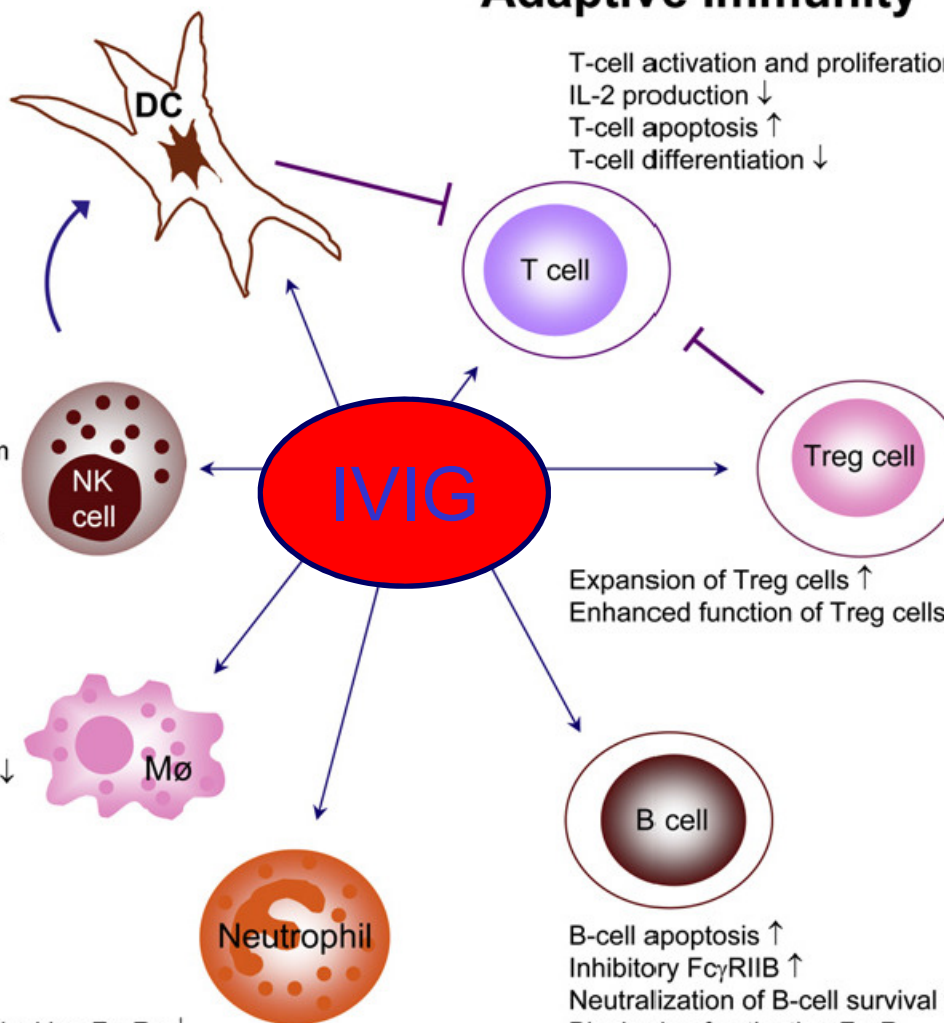 Adaptive Immunity
T-cell activation and proliferation
IL-2 production ↓
T-cell apoptosis ↑
T-cell differentiation ↓
DC
T cell
Treg cell
NK
cell
IVIG
Expansion of Treg cells ↑
Enhanced function of Treg cells
↓
Mø
B cell
Neutrophil
B-cell apoptosis ↑
Inhibitory FcγRIIB ↑
Neutralization of B-cell survival